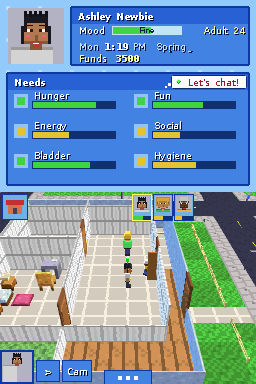 Ashley Newbie
Mood Fine Adult 24
Mon 1:19 PM Spring
Funds 3500
Needs
Let's chat!
Hunger Fun
Energy Social
Bladder Hygiene
Cam